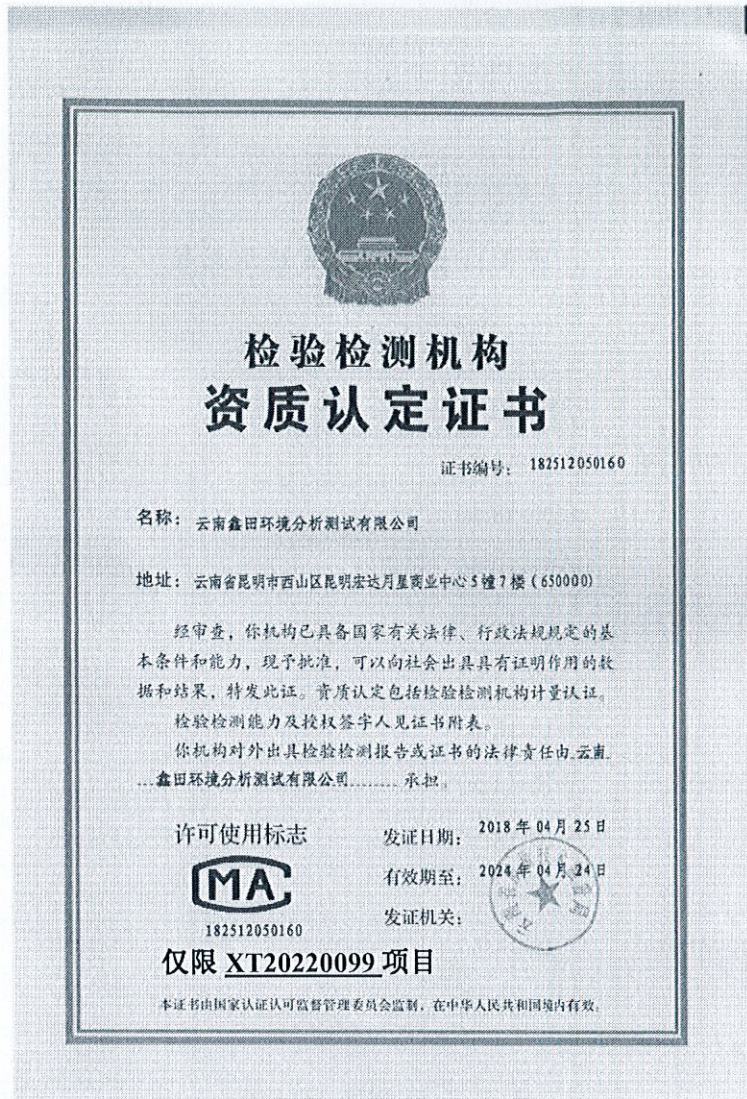 检验检测机构
资质认定证书
证书编号：182512050160
名称：云南鑫田环境分析测试有限公司
地址：云南省昆明市西山区昆明宏达月星商业中心5幢7楼（650000）
经审查，你机构已具备国家有关法律、行政法规规定的基
本条件和能力，现予批准，可以向社会出具具有证明作用的数
据和结果，特发此证。资质认定包括检验检测机构计量认证。
检验检测能力及授权签字人见证书附表。
你机构对外出具检验检测报告或证书的法律责任由云南
鑫田环境分析测试有限公司承担。
许可使用标志
MA
182512050160
发证日期：2018年04月25日
有效期至：2024年04月24日
发证机关：
仅限 XT20220099 项目
本证书由国家认证认可监督管理委员会监制，在中华人民共和国境内有效。